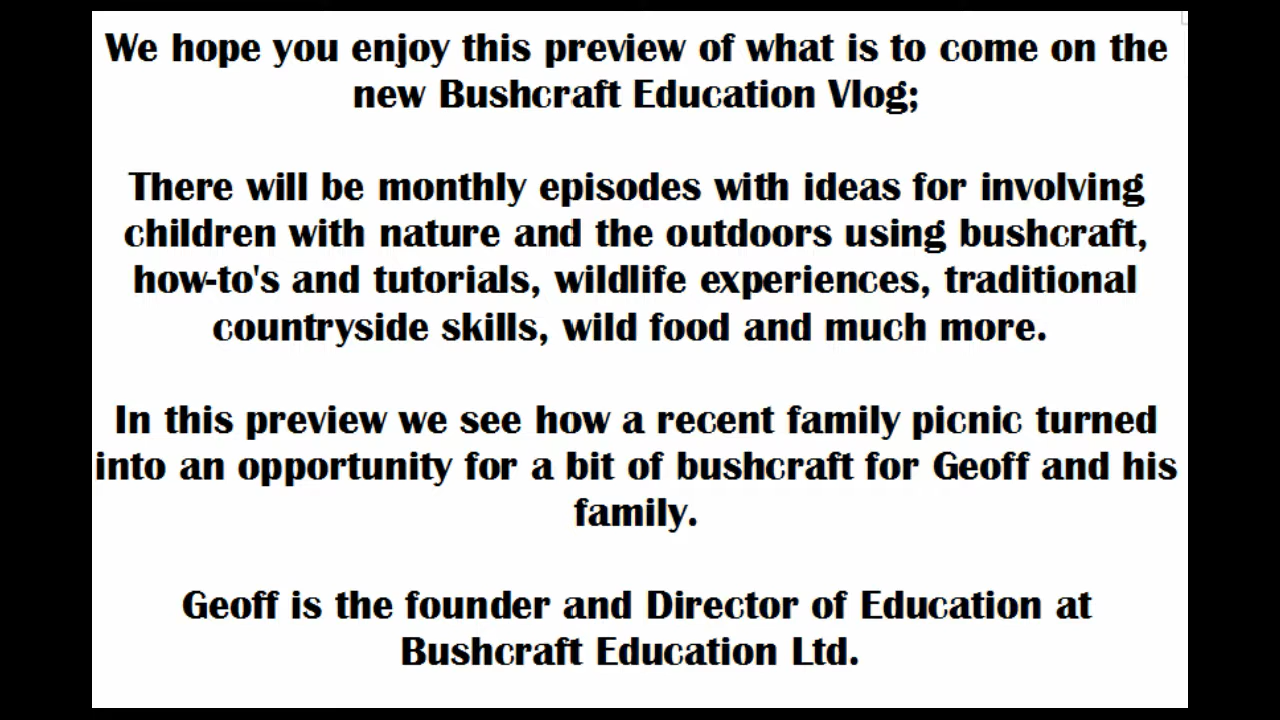 We hope you enjoy this preview of what is to come on the
new Bushcraft Education Vlog;
There will be monthly episodes with ideas for involving
children with nature and the outdoors using bushcraft,
how-to's and tutorials, wildlife experiences, traditional
countryside skills, wild food and much more.
In this preview we see how a recent family picnic turned
into an opportunity for a bit of bushcraft for Geoff and his
family.
Geoff is the founder and Director of Education at
Bushcraft Education Ltd.